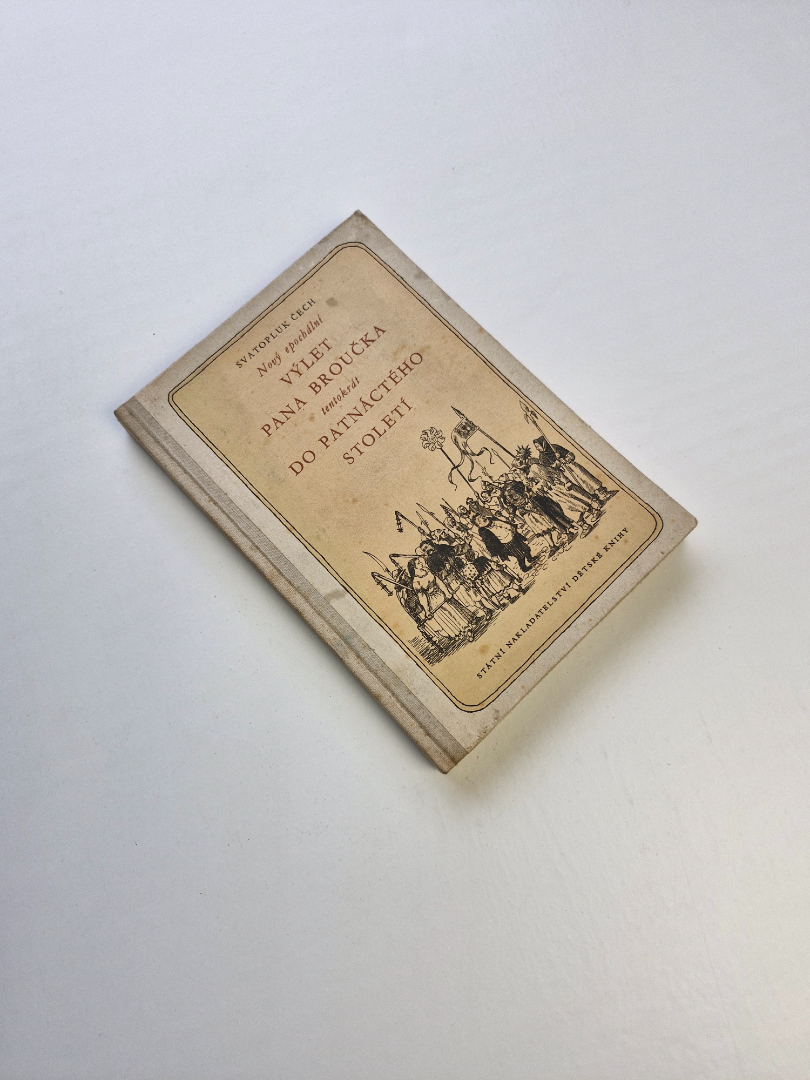 SVATOPLUK ČECH
Nový epochální
VÝLET
PANA BROUČKA
tentokrát
DO PATNÁCTÉHO
STOLETÍ
STÁTNÍ NAKLADATELSTVÍ DĚTSKÉ KNIHY